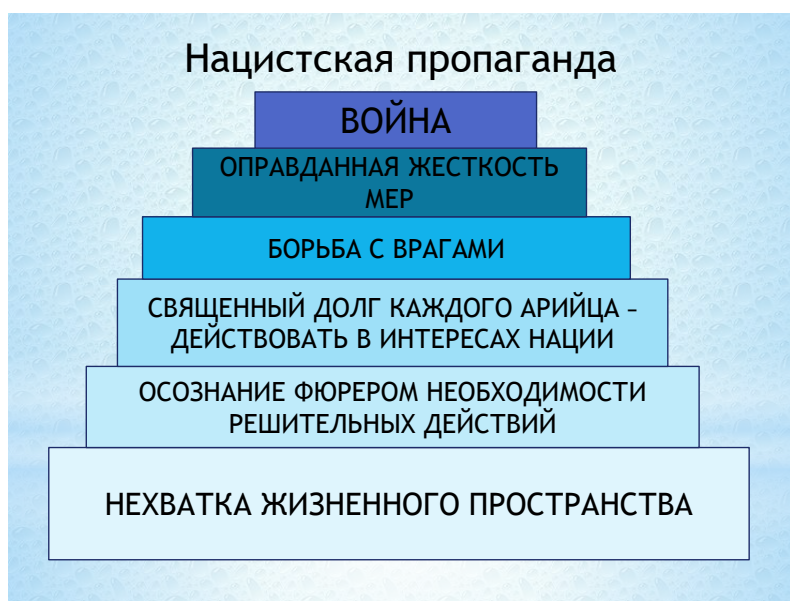 Нацистская пропаганда
ВОЙНА
ОПРАВДАННАЯ ЖЕСТКОСТЬ
МЕР
БОРЬБА С ВРАГАМИ
СВЯЩЕННЫЙ ДОЛГ КАЖДОГО АРИЙЦА –
ДЕЙСТВОВАТЬ В ИНТЕРЕСАХ НАЦИИ
ОСОЗНАНИЕ ФЮРЕРОМ НЕОБХОДИМОСТИ
РЕШИТЕЛЬНЫХ ДЕЙСТВИЙ
НЕХВАТКА ЖИЗНЕННОГО ПРОСТРАНСТВА